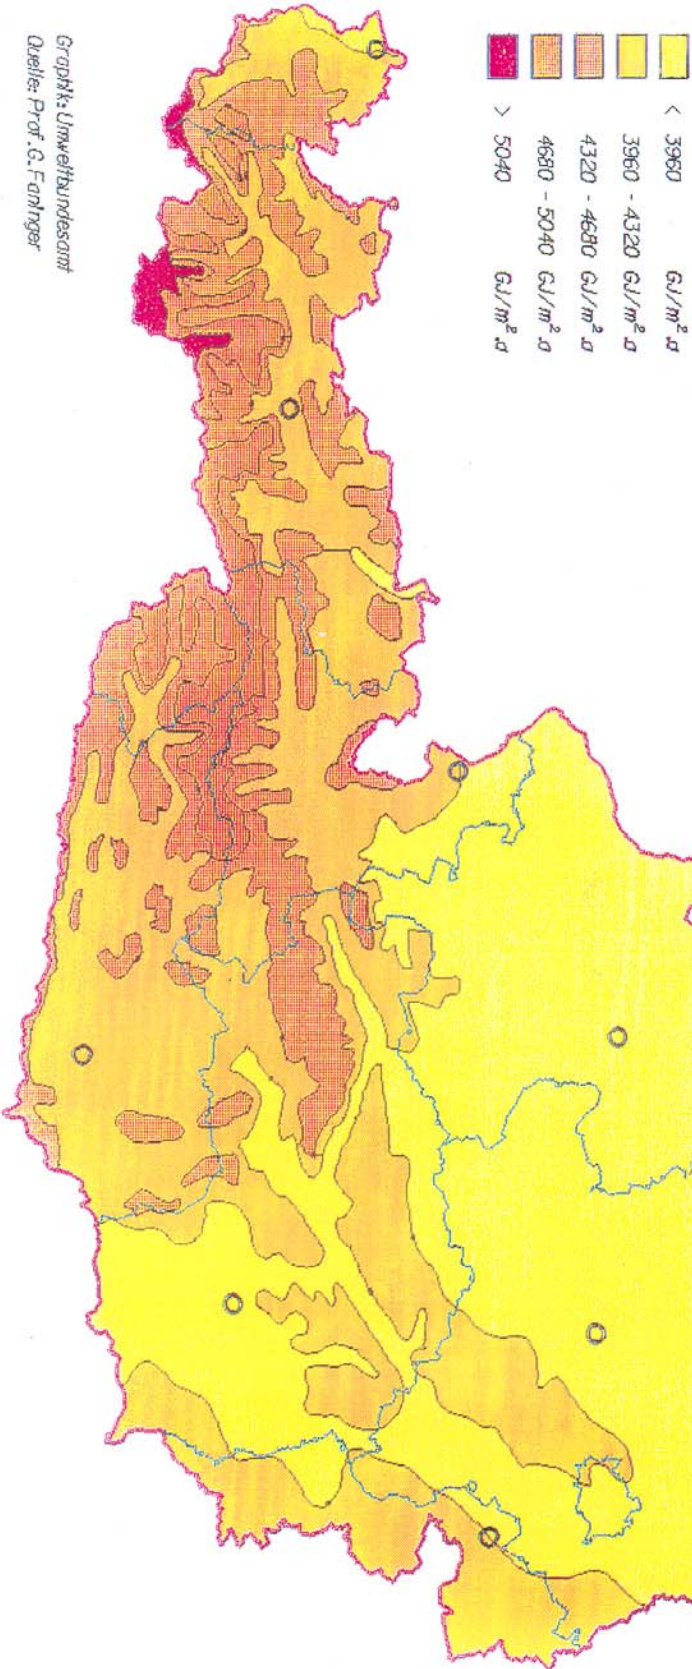 < 3960 GJ/m².a
3960 - 4320 GJ/m².a
4320 - 4680 GJ/m².a
4680 - 5040 GJ/m².a
> 5040 GJ/m².a
Graphik: Umweltbundesamt
Quelle: Prof. G. Faninger